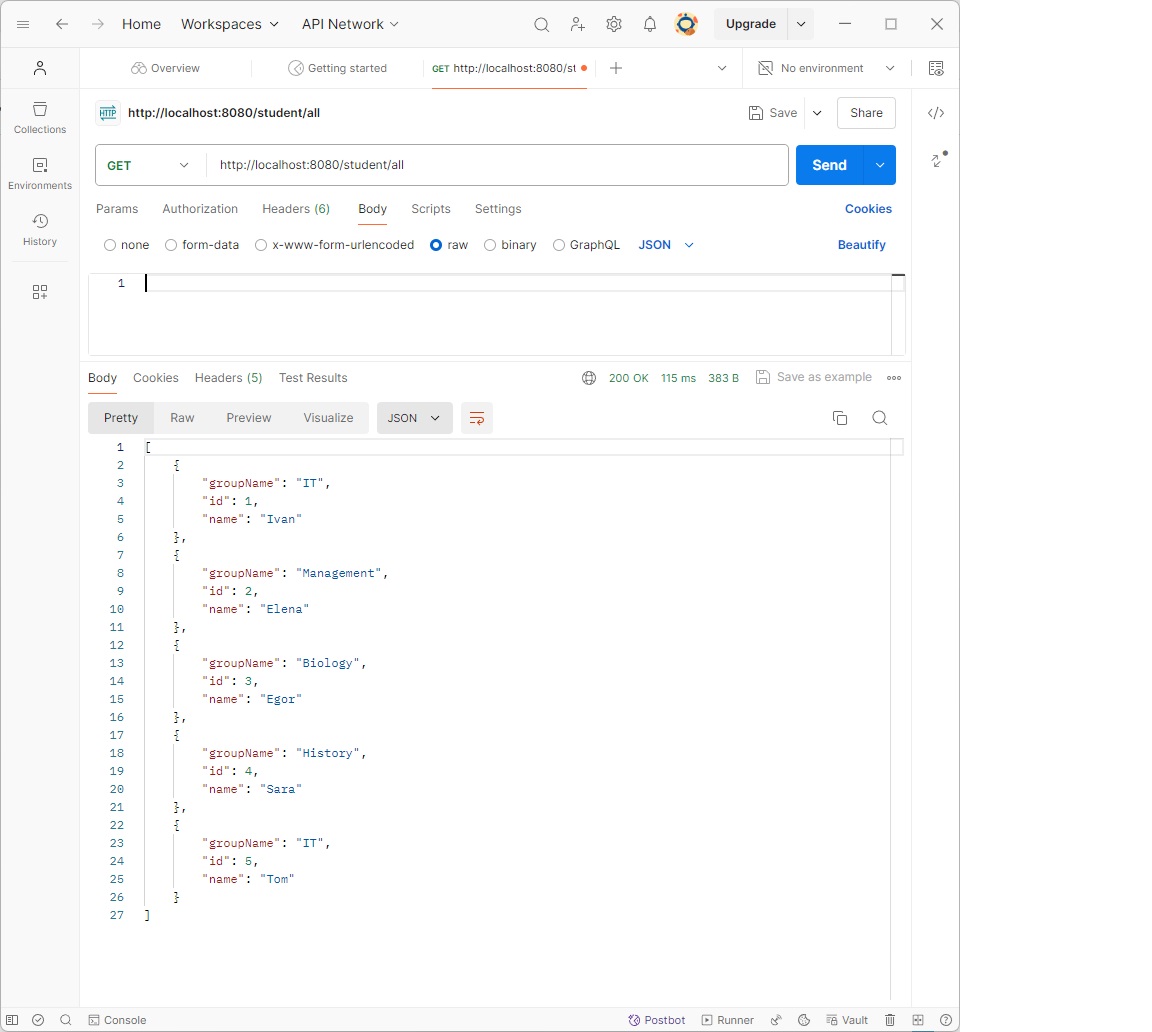 Home Workspaces API Network Upgrade
Overview Getting started GET http://localhost:8080/st No environment
HTTP http://localhost:8080/student/all Save Share
Collections
GET http://localhost:8080/student/all Send
Environments
Params Authorization Headers (6) Body Scripts Settings Cookies
History
none form-data x-www-form-urlencoded raw binary GraphQL JSON Beautify
1
Body Cookies Headers (5) Test Results 200 OK 115 ms 383 B Save as example
Pretty Raw Preview Visualize JSON
1 [
2 {
3 "groupName": "IT",
4 "id": 1,
5 "name": "Ivan"
6 },
7 {
8 "groupName": "Management",
9 "id": 2,
10 "name": "Elena"
11 },
12 {
13 "groupName": "Biology",
14 "id": 3,
15 "name": "Egor"
16 },
17 {
18 "groupName": "History",
19 "id": 4,
20 "name": "Sara"
21 },
22 {
23 "groupName": "IT",
24 "id": 5,
25 "name": "Tom"
26 }
27 ]
Console Postbot Runner Vault